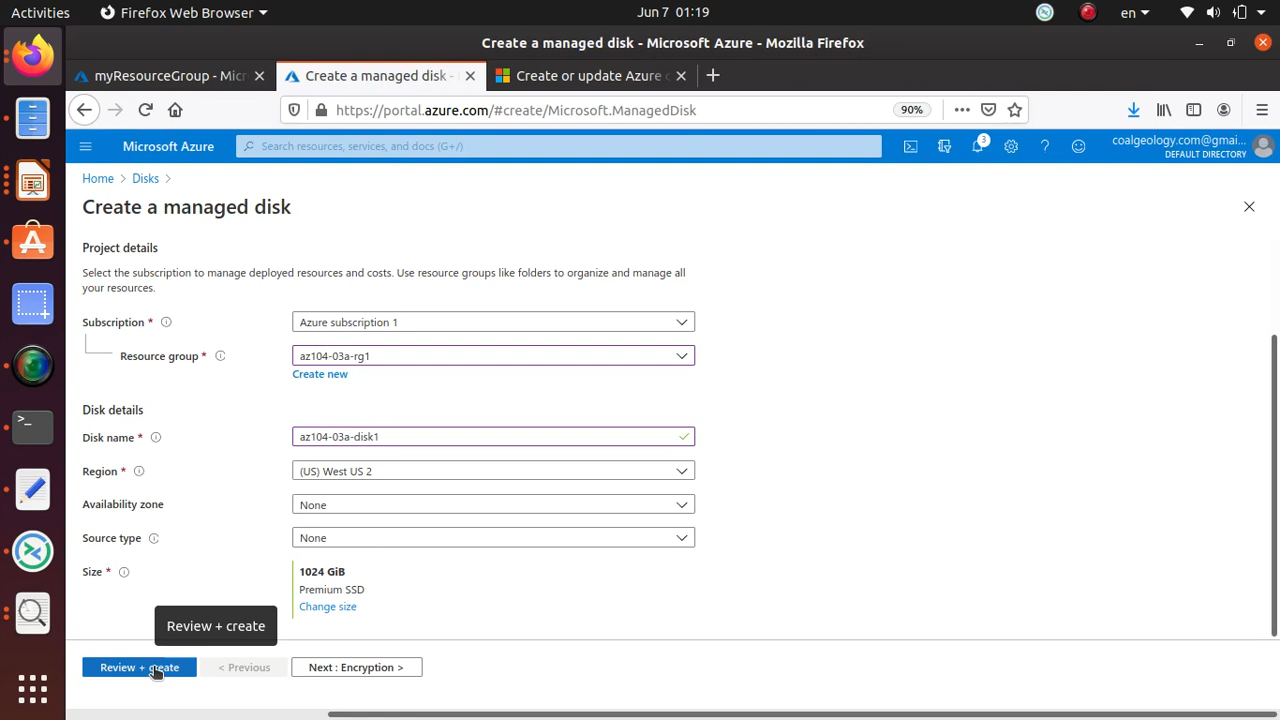 Activities
Firefox Web Browser
Jun 7 01:19
en
Create a managed disk - Microsoft Azure - Mozilla Firefox
myResourceGroup - Micr
Create a managed disk -
Create or update Azure
https://portal.azure.com/#create/Microsoft.ManagedDisk
90%
Microsoft Azure
Search resources, services, and docs (G+/)
3
coalgeology.com@gmai...
DEFAULT DIRECTORY
Home > Disks >
Create a managed disk
Project details
Select the subscription to manage deployed resources and costs. Use resource groups like folders to organize and manage all
your resources.
Subscription *
Azure subscription 1
Resource group *
az104-03a-rg1
Create new
Disk details
Disk name *
az104-03a-disk1
Region *
(US) West US 2
Availability zone
None
Source type
None
Size *
1024 GiB
Premium SSD
Change size
Review + create
Review + create
< Previous
Next : Encryption >